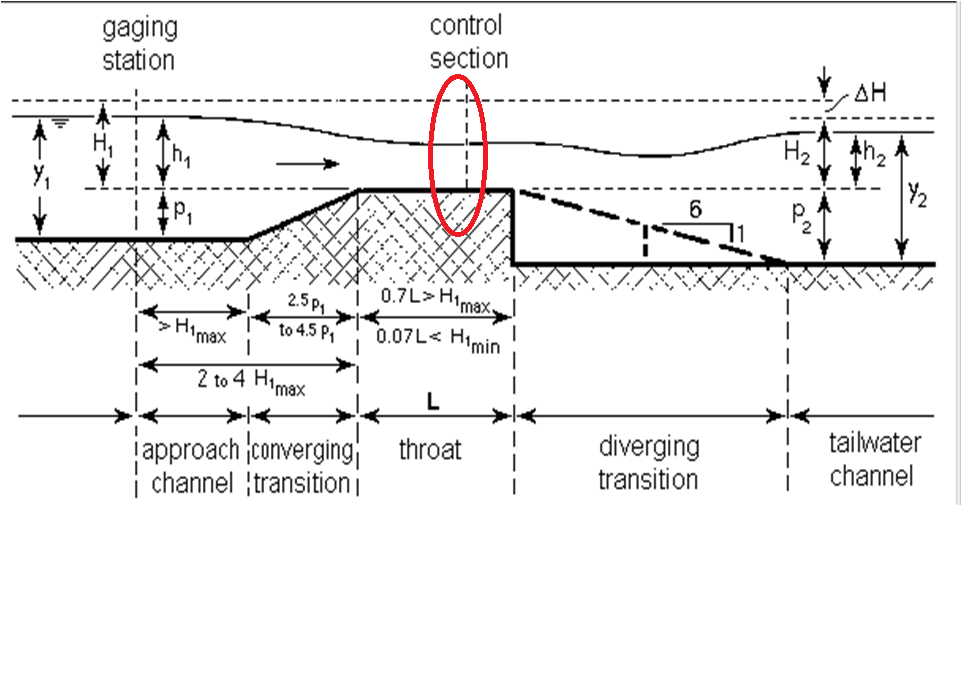 gaging
station
control
section
ΔH
H₁
h₁
y₁
p₁
H₂
h₂
y₂
p₂
6
1
> H₁max
2.5 p₁
to 4.5 p₁
0.7L> H₁max
0.07L< H₁min
2 to 4 H₁max
L
approach
channel
converging
transition
throat
diverging
transition
tailwater
channel